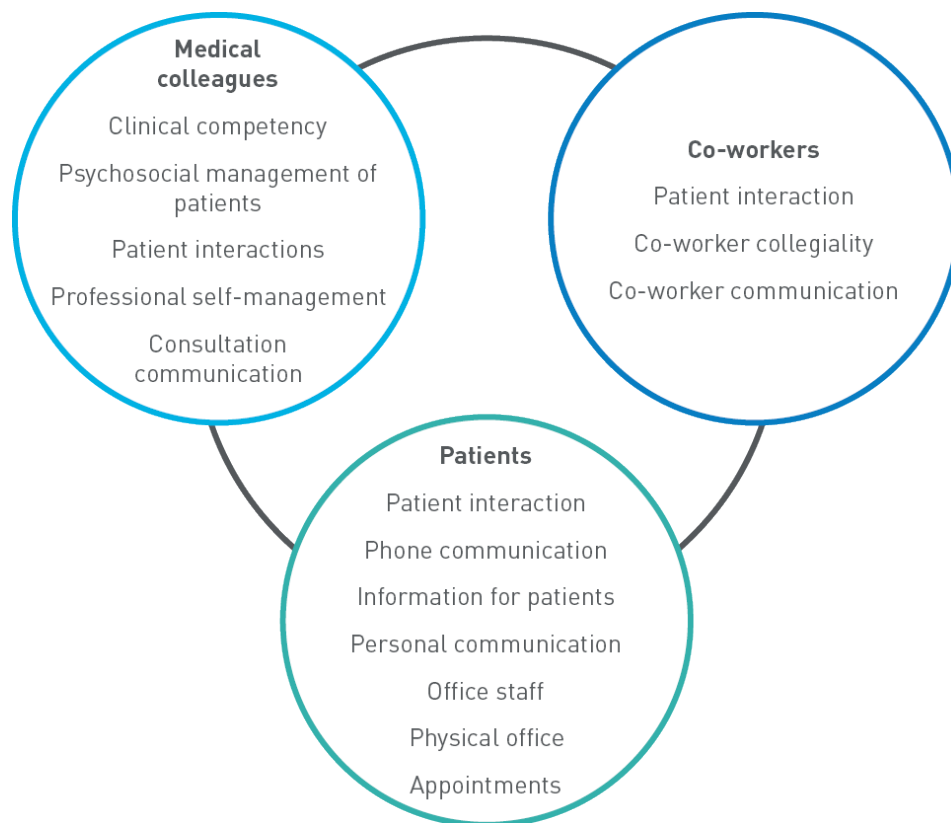 Medical
colleagues
Clinical competency
Psychosocial management of
patients
Patient interactions
Professional self-management
Consultation
communication
Co-workers
Patient interaction
Co-worker collegiality
Co-worker communication
Patients
Patient interaction
Phone communication
Information for patients
Personal communication
Office staff
Physical office
Appointments